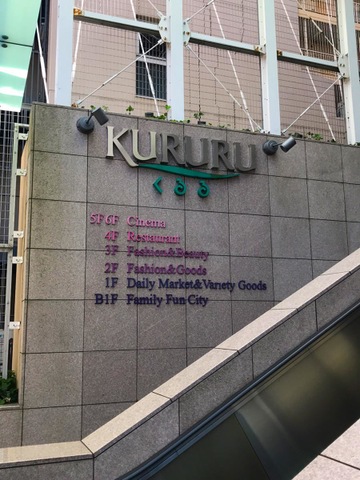 KURURU
くるる
5F6F Cinema
4F Restaurant
3F Fashion&Beauty
2F Fashion&Goods
1F Daily Market&Variety Goods
B1F Family Fun City